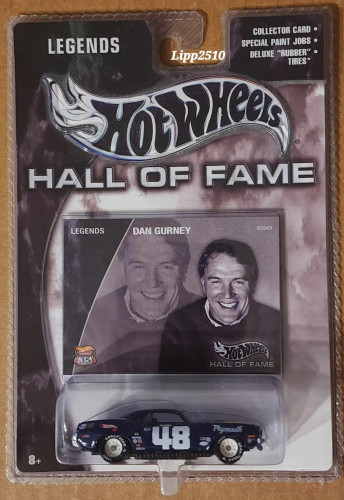 LEGENDS
Lipp2510
COLLECTOR CARD •
SPECIAL PAINT JOBS •
DELUXE "RUBBER" •
TIRES*
Hot Wheels
HALL OF FAME
LEGENDS
DAN GURNEY
35
Hot Wheels
HALL OF FAME
48
Plymouth
8+